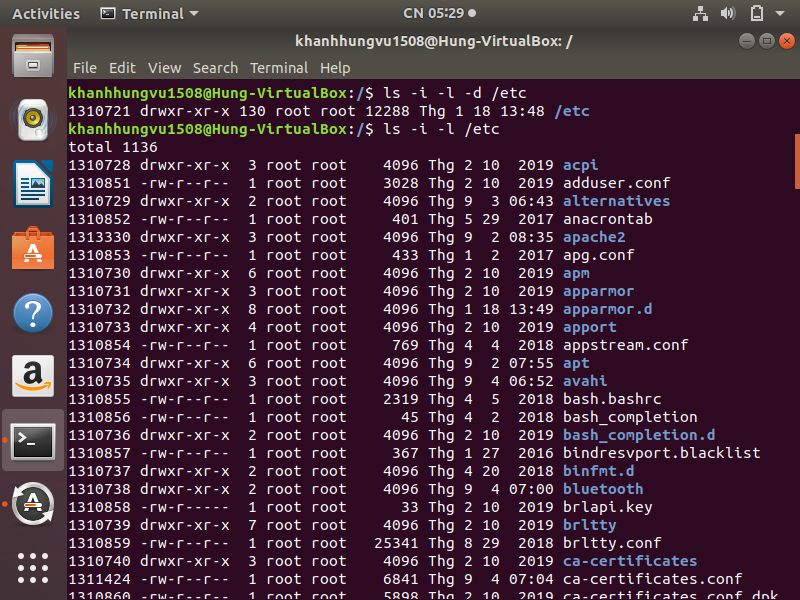 Activities Terminal CN 05:29
khanhhungvu1508@Hung-VirtualBox: /
File Edit View Search Terminal Help
khanhhungvu1508@Hung-VirtualBox:/$ ls -i -l -d /etc
1310721 drwxr-xr-x 130 root root 12288 Thg 1 18 13:48 /etc
khanhhungvu1508@Hung-VirtualBox:/$ ls -i -l /etc
total 1136
1310728 drwxr-xr-x  3 root root    4096 Thg 2 10  2019 acpi
1310851 -rw-r--r--  1 root root    3028 Thg 2 10  2019 adduser.conf
1310729 drwxr-xr-x  2 root root    4096 Thg 9  3 06:43 alternatives
1310852 -rw-r--r--  1 root root     401 Thg 5 29  2017 anacrontab
1313330 drwxr-xr-x  3 root root    4096 Thg 9  2 08:35 apache2
1310853 -rw-r--r--  1 root root     433 Thg 1  2  2017 apg.conf
1310730 drwxr-xr-x  6 root root    4096 Thg 2 10  2019 apm
1310731 drwxr-xr-x  3 root root    4096 Thg 2 10  2019 apparmor
1310732 drwxr-xr-x  8 root root    4096 Thg 1 18 13:49 apparmor.d
1310733 drwxr-xr-x  4 root root    4096 Thg 2 10  2019 apport
1310854 -rw-r--r--  1 root root     769 Thg 4  4  2018 appstream.conf
1310734 drwxr-xr-x  6 root root    4096 Thg 9  2 07:55 apt
1310735 drwxr-xr-x  3 root root    4096 Thg 9  4 06:52 avahi
1310855 -rw-r--r--  1 root root    2319 Thg 4  5  2018 bash.bashrc
1310856 -rw-r--r--  1 root root      45 Thg 4  2  2018 bash_completion
1310736 drwxr-xr-x  2 root root    4096 Thg 2 10  2019 bash_completion.d
1310857 -rw-r--r--  1 root root     367 Thg 1 27  2016 bindresvport.blacklist
1310737 drwxr-xr-x  2 root root    4096 Thg 4 20  2018 binfmt.d
1310738 drwxr-xr-x  2 root root    4096 Thg 9  4 07:00 bluetooth
1310858 -rw-r-----  1 root root      33 Thg 2 10  2019 brlapi.key
1310739 drwxr-xr-x  7 root root    4096 Thg 2 10  2019 brltty
1310859 -rw-r--r--  1 root root   25341 Thg 8 29  2018 brltty.conf
1310740 drwxr-xr-x  3 root root    4096 Thg 2 10  2019 ca-certificates
1311424 -rw-r--r--  1 root root    6841 Thg 9  4 07:04 ca-certificates.conf
1310860 -rw-r--r--  1 root root    5898 Thg 2 10  2019 ca-certificates.conf.dpk